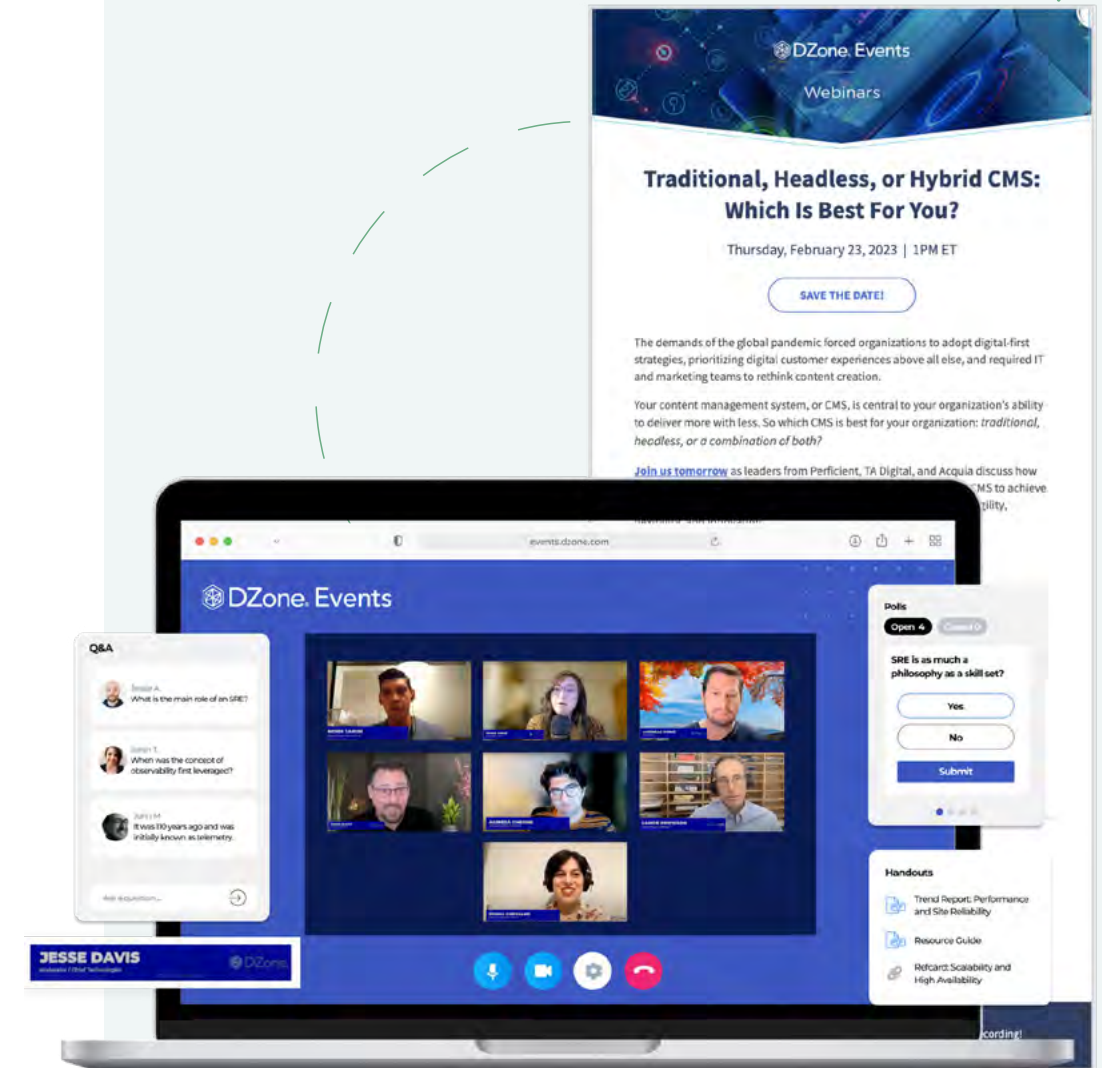 DZone. Events
Webinars
Traditional, Headless, or Hybrid CMS:
Which Is Best For You?
Thursday, February 23, 2023 | 1PM ET
SAVE THE DATE!
The demands of the global pandemic forced organizations to adopt digital-first
strategies, prioritizing digital customer experiences above all else, and required IT
and marketing teams to rethink content creation.
Your content management system, or CMS, is central to your organization's ability
to deliver more with less. So which CMS is best for your organization: traditional,
headless, or a combination of both?
Join us tomorrow as leaders from Perficient, TA Digital, and Acquia discuss how
CMS to achieve
events.dzone.com
DZone. Events
Q&A
Jesse A.
What is the main role of an SRE?
When was the concept of
observability first leveraged?
It was 110 years ago and was
initially known as telemetry.
Ask a question...
JESSE DAVIS
DZone.
Polls
Open 4
SRE is as much a
philosophy as a skill set?
Yes
No
Submit
Handouts
Trend Report: Performance
and Site Reliability
Resource Guide
Refcard: Scalability and
High Availability